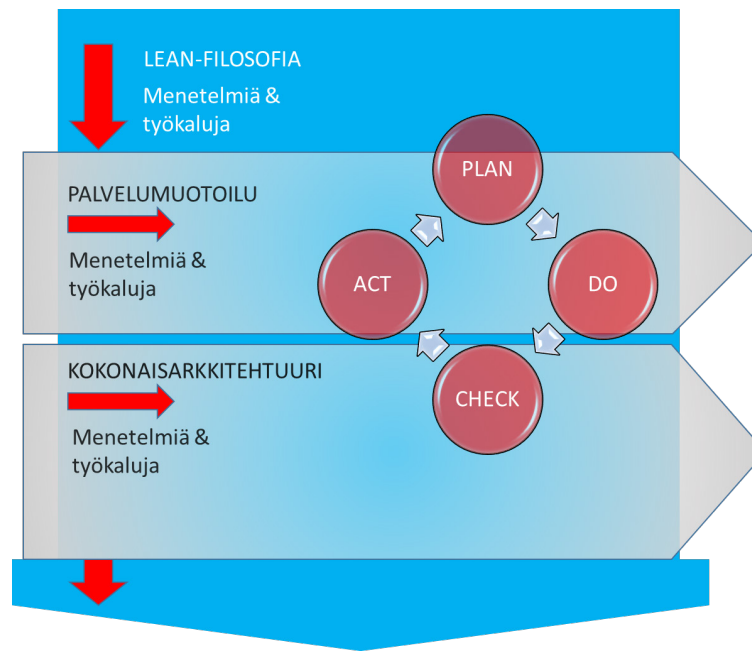 LEAN-FILOSOFIA
Menetelmiä &
työkaluja
PLAN
PALVELUMUOTOILU
Menetelmiä &
työkaluja
ACT
DO
KOKONAISARKKITEHTUURI
CHECK
Menetelmiä &
työkaluja